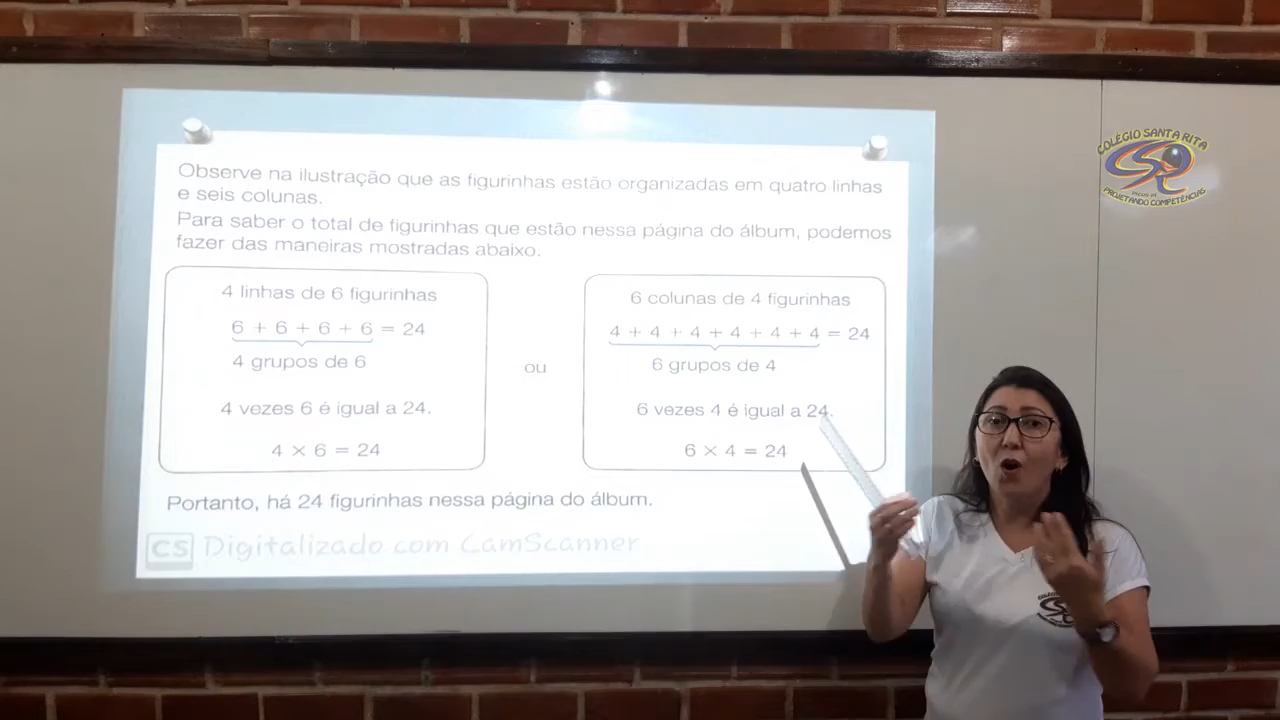 Observe na ilustração que as figurinhas estão organizadas em quatro linhas
e seis colunas.
Para saber o total de figurinhas que estão nessa página do álbum, podemos
fazer das maneiras mostradas abaixo.
4 linhas de 6 figurinhas
6 + 6 + 6 + 6 = 24
4 grupos de 6
4 vezes 6 é igual a 24.
4 × 6 = 24
ou
6 colunas de 4 figurinhas
4 + 4 + 4 + 4 + 4 + 4 = 24
6 grupos de 4
6 vezes 4 é igual a 24.
6 × 4 = 24
Portanto, há 24 figurinhas nessa página do álbum.
CS Digitalizado com CamScanner
COLÉGIO SANTA RITA
PROJETANDO COMPETÊNCIAS